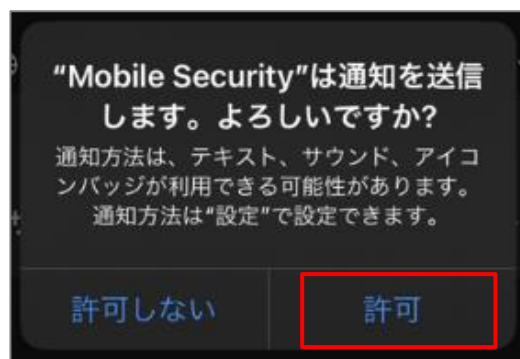 “Mobile Security”は通知を送信
します。よろしいですか?
通知方法は、テキスト、サウンド、アイコ
ンバッジが利用できる可能性があります。
通知方法は“設定”で設定できます。
許可しない
許可